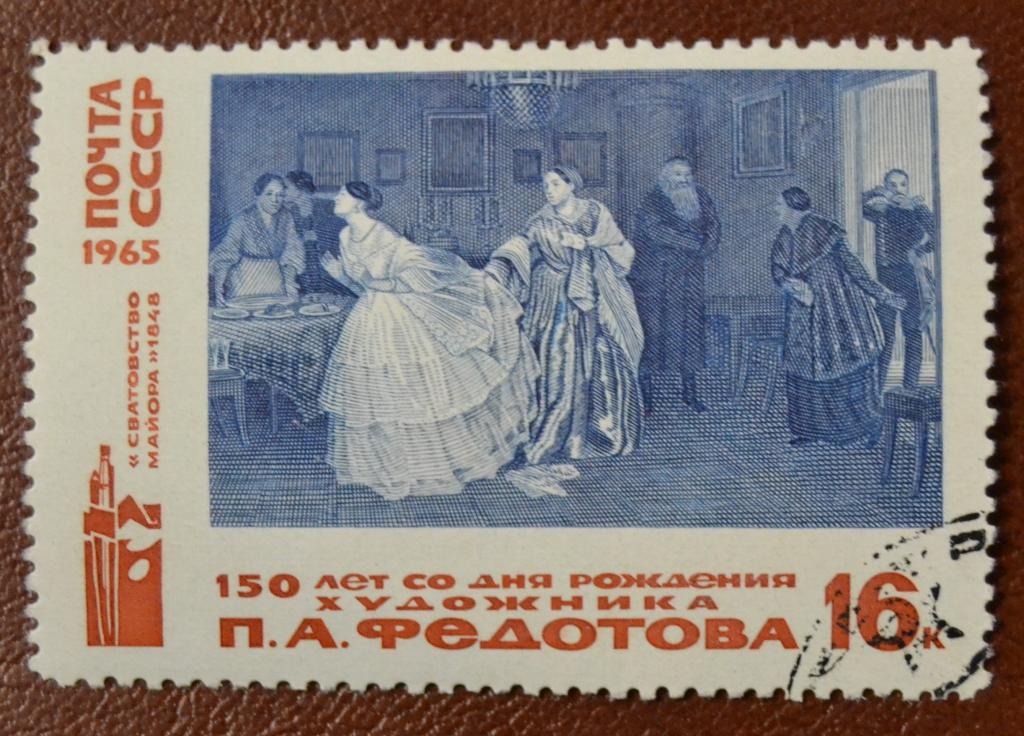 ПОЧТА
СССР
1965
«СВАТОВСТВО
МАЙОРА» 1848
150 ЛЕТ СО ДНЯ РОЖДЕНИЯ
ХУДОЖНИКА
П.А. ФЕДОТОВА 16к